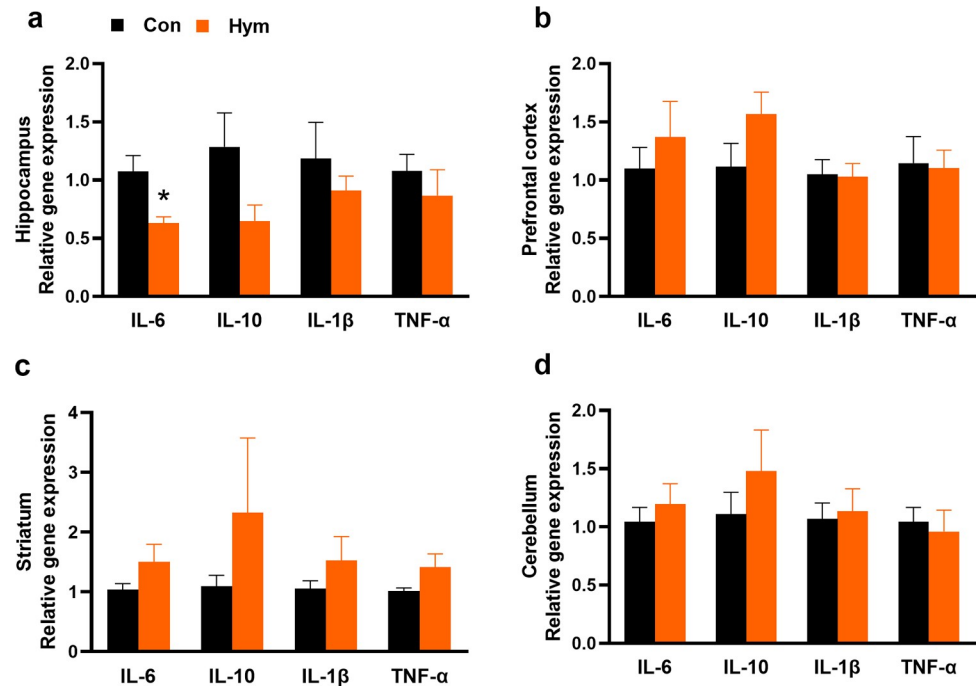 a
Con Hym
Hippocampus
Relative gene expression
2.0
1.5
1.0
0.5
0.0
*
IL-6 IL-10 IL-1β TNF-α
b
Prefrontal cortex
Relative gene expression
2.0
1.5
1.0
0.5
0.0
IL-6 IL-10 IL-1β TNF-α
c
Striatum
Relative gene expression
4
3
2
1
0
IL-6 IL-10 IL-1β TNF-α
d
Cerebellum
Relative gene expression
2.0
1.5
1.0
0.5
0.0
IL-6 IL-10 IL-1β TNF-α